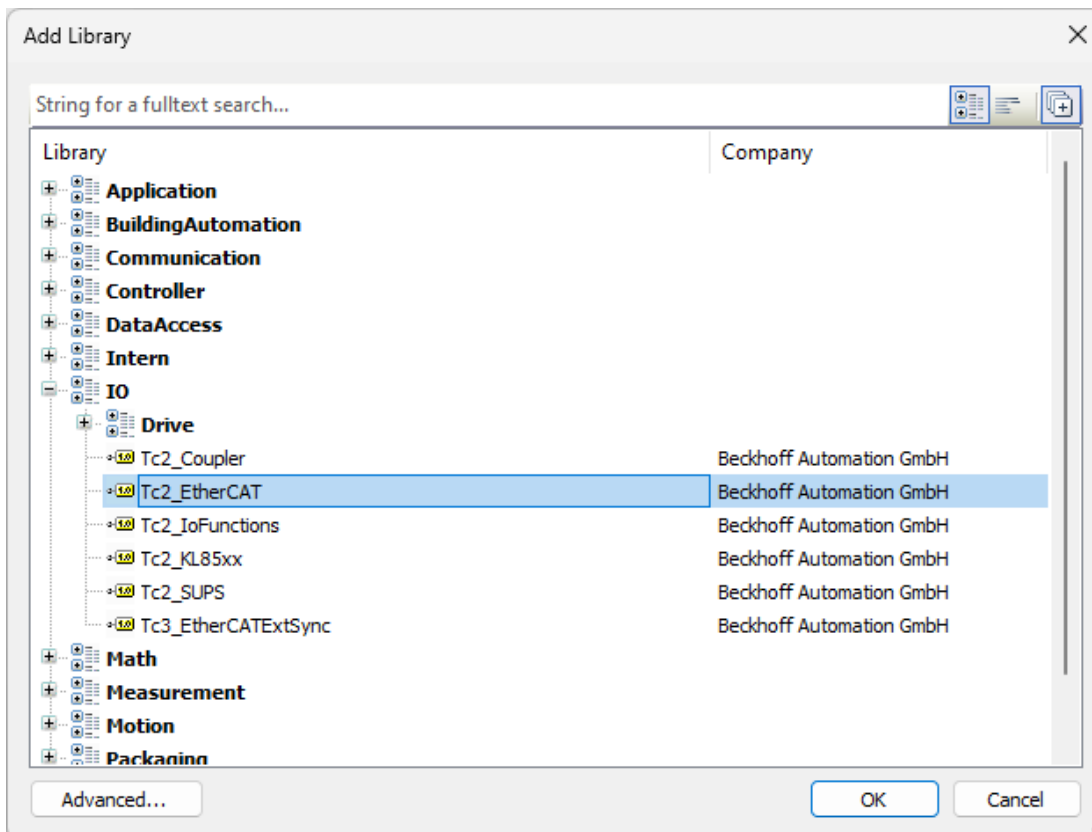 Add Library
String for a fulltext search...
Library Company
Application
BuildingAutomation
Communication
Controller
DataAccess
Intern
IO
Drive
Tc2_Coupler Beckhoff Automation GmbH
Tc2_EtherCAT Beckhoff Automation GmbH
Tc2_IoFunctions Beckhoff Automation GmbH
Tc2_KL85xx Beckhoff Automation GmbH
Tc2_SUPS Beckhoff Automation GmbH
Tc3_EtherCATExtSync Beckhoff Automation GmbH
Math
Measurement
Motion
Packaging
Advanced... OK Cancel